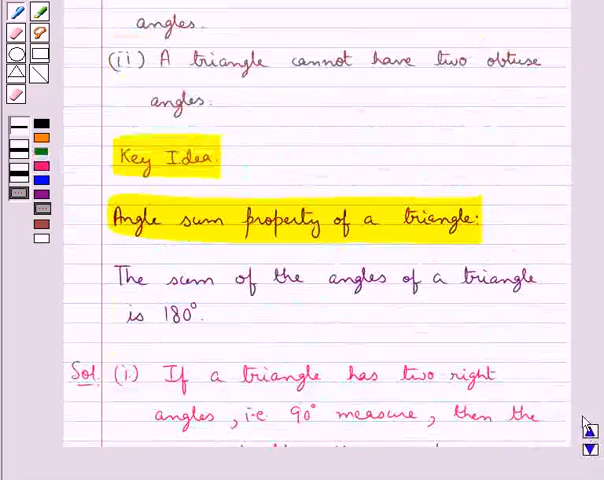 angles.
(ii) A triangle cannot have two obtuse
angles.
Key Idea.
Angle sum property of a triangle:
The sum of the angles of a triangle
is 180°.
Sol (i.) If a triangle has two right
angles, i.e 90° measure, then the